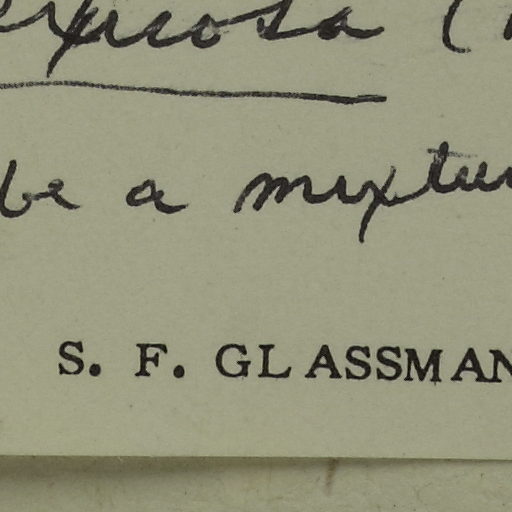 be a mixtu
S. F. GLASSMAN